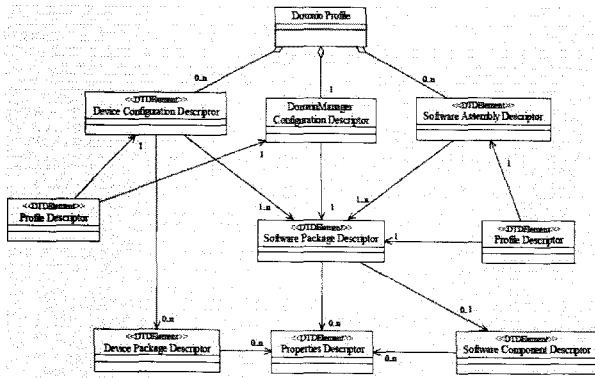 Domain Profile
0..n
1
0..n
<<DTDElement>>
Device Configuration Descriptor
DomainManager
Configuration Descriptor
<<DTDElement>>
Software Assembly Descriptor
1
1
1
<<DTDElement>>
Profile Descriptor
1..n
1
1..n
<<DTDElement>>
Software Package Descriptor
1
<<DTDElement>>
Profile Descriptor
0..n
0..n
0..1
<<DTDElement>>
Device Package Descriptor
0..n
<<DTDElement>>
Properties Descriptor
0..n
<<DTDElement>>
Software Component Descriptor